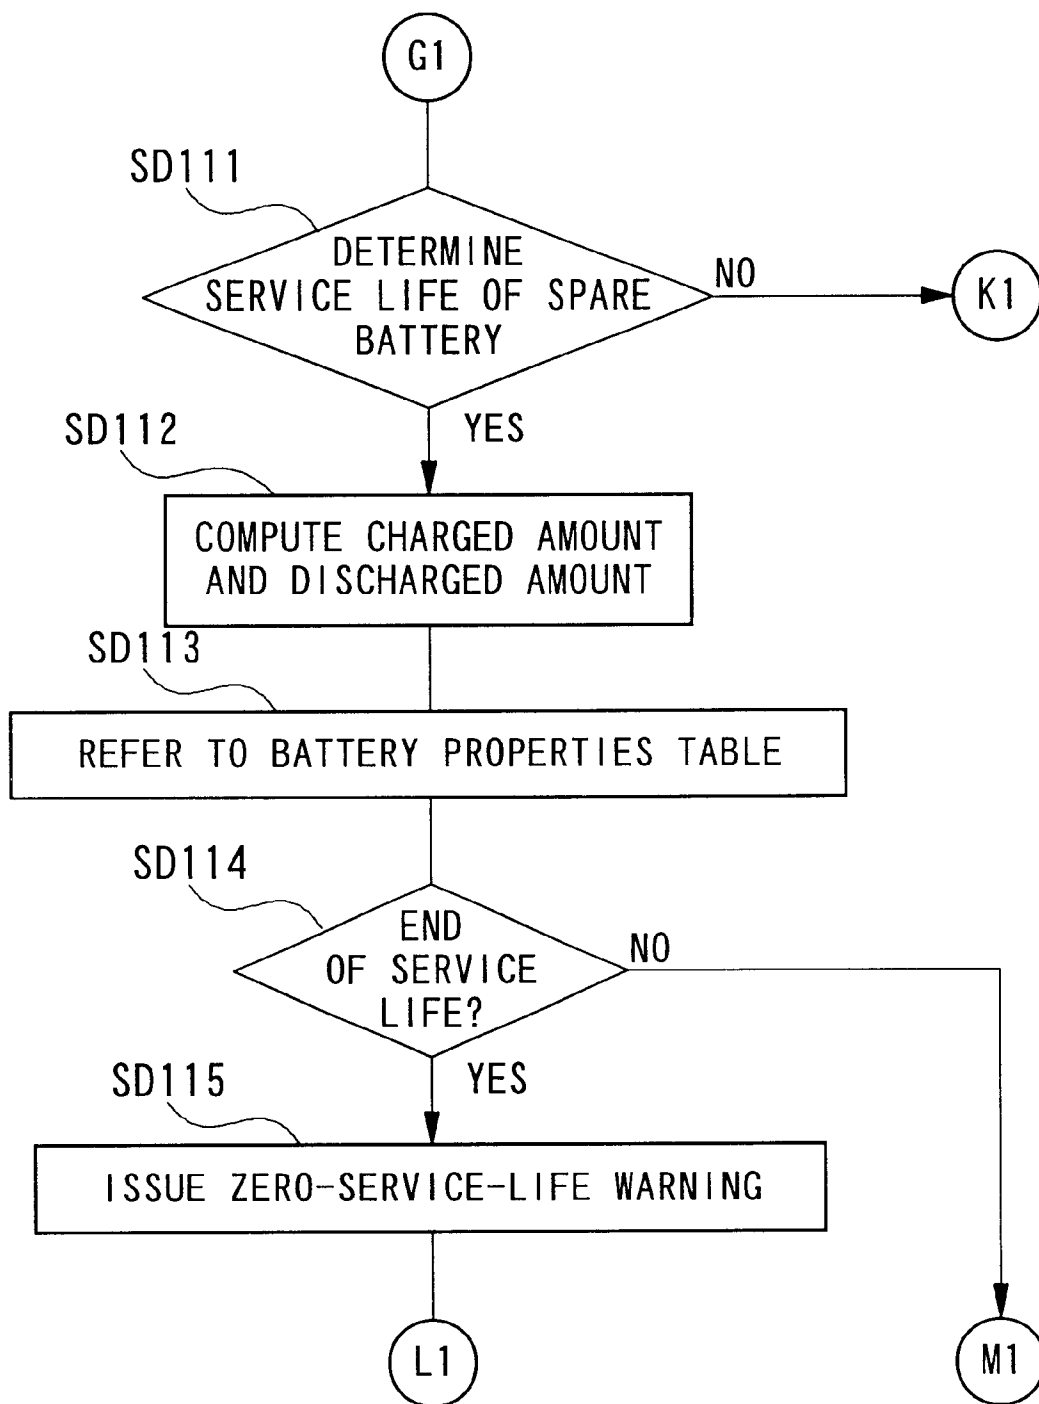 G1
SD111
DETERMINE
SERVICE LIFE OF SPARE
BATTERY
NO
K1
YES
SD112
COMPUTE CHARGED AMOUNT
AND DISCHARGED AMOUNT
SD113
REFER TO BATTERY PROPERTIES TABLE
SD114
END
OF SERVICE
LIFE?
NO
YES
SD115
ISSUE ZERO-SERVICE-LIFE WARNING
L1
M1